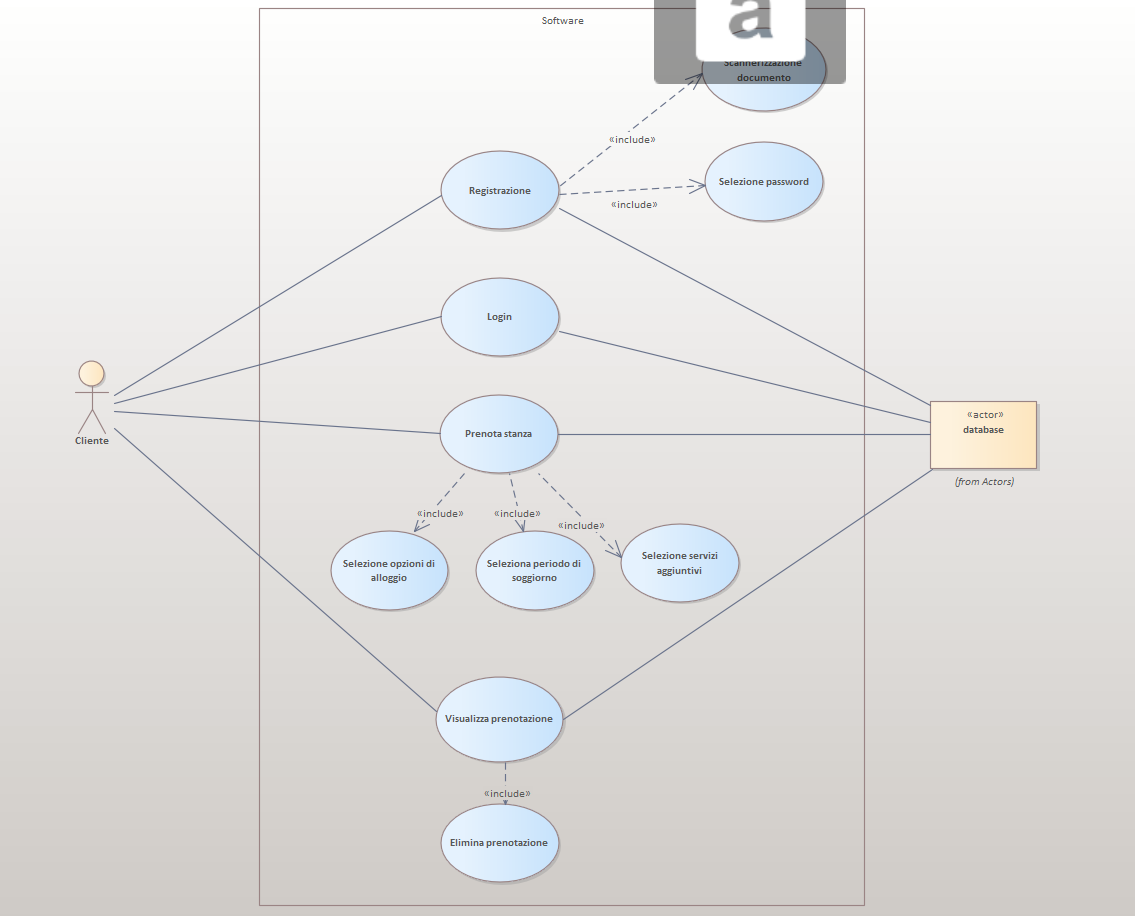 Software
a
Scannerizzazione
documento
«include»
Registrazione
Selezione password
«include»
Login
Cliente
«actor»
database
(from Actors)
Prenota stanza
«include»
«include»
«include»
Selezione opzioni di
alloggio
Seleziona periodo di
soggiorno
Selezione servizi
aggiuntivi
Visualizza prenotazione
«include»
Elimina prenotazione